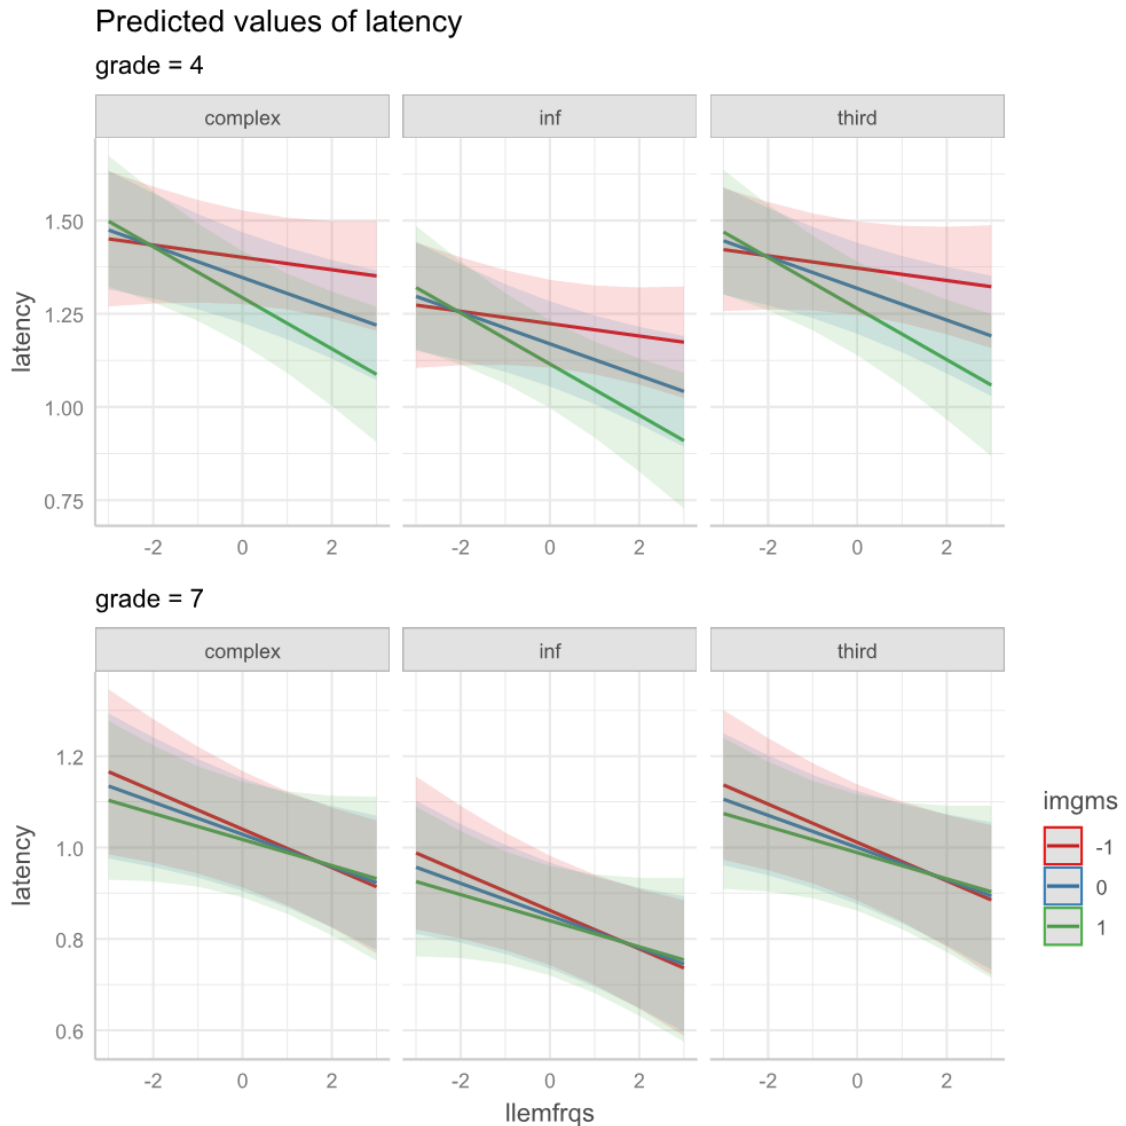 Predicted values of latency
grade = 4
complex
inf
third
latency
1.50
1.25
1.00
0.75
-2 0 2
-2 0 2
-2 0 2
grade = 7
complex
inf
third
latency
1.2
1.0
0.8
0.6
-2 0 2
-2 0 2
-2 0 2
llemfrqs
imgms
-1
0
1